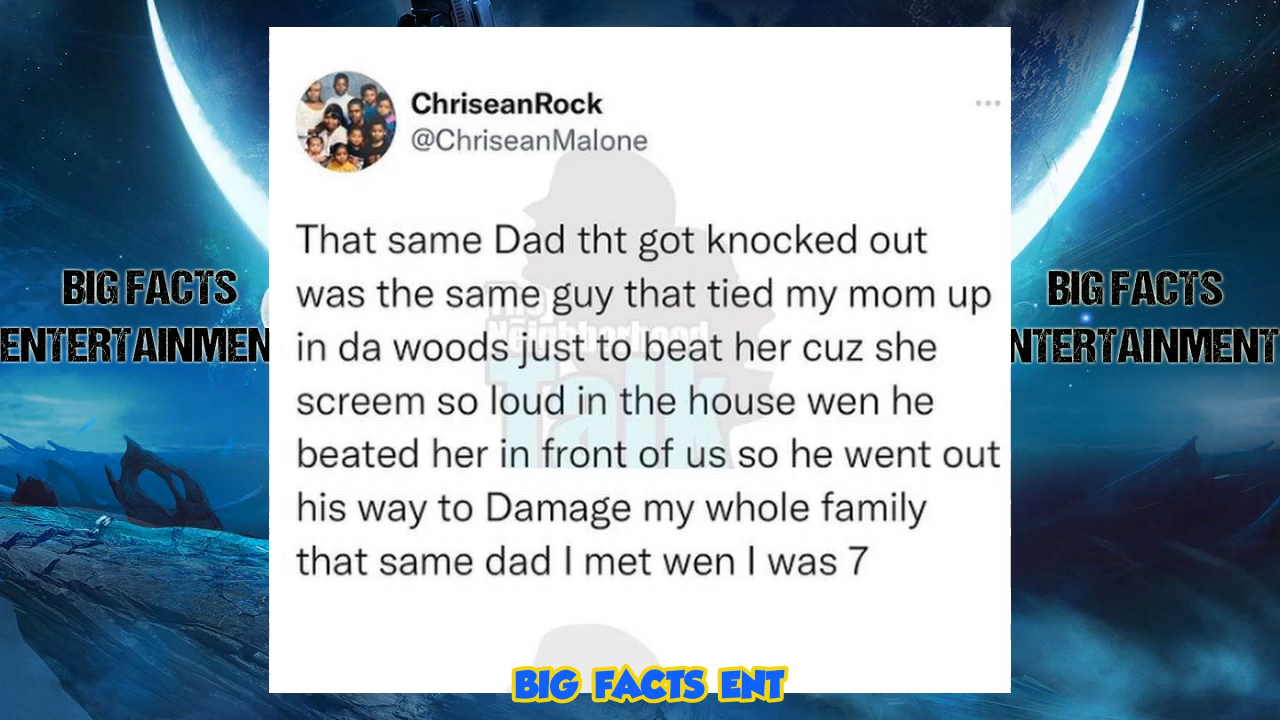 ChriseanRock
@ChriseanMalone
That same Dad tht got knocked out
was the same guy that tied my mom up
in da woods just to beat her cuz she
screem so loud in the house wen he
beated her in front of us so he went out
his way to Damage my whole family
that same dad I met wen I was 7
BIG FACTS
ENTERTAINMEN
BIG FACTS
NTERTAINMENT
Neighborhood
Talk
BIG FACTS ENT